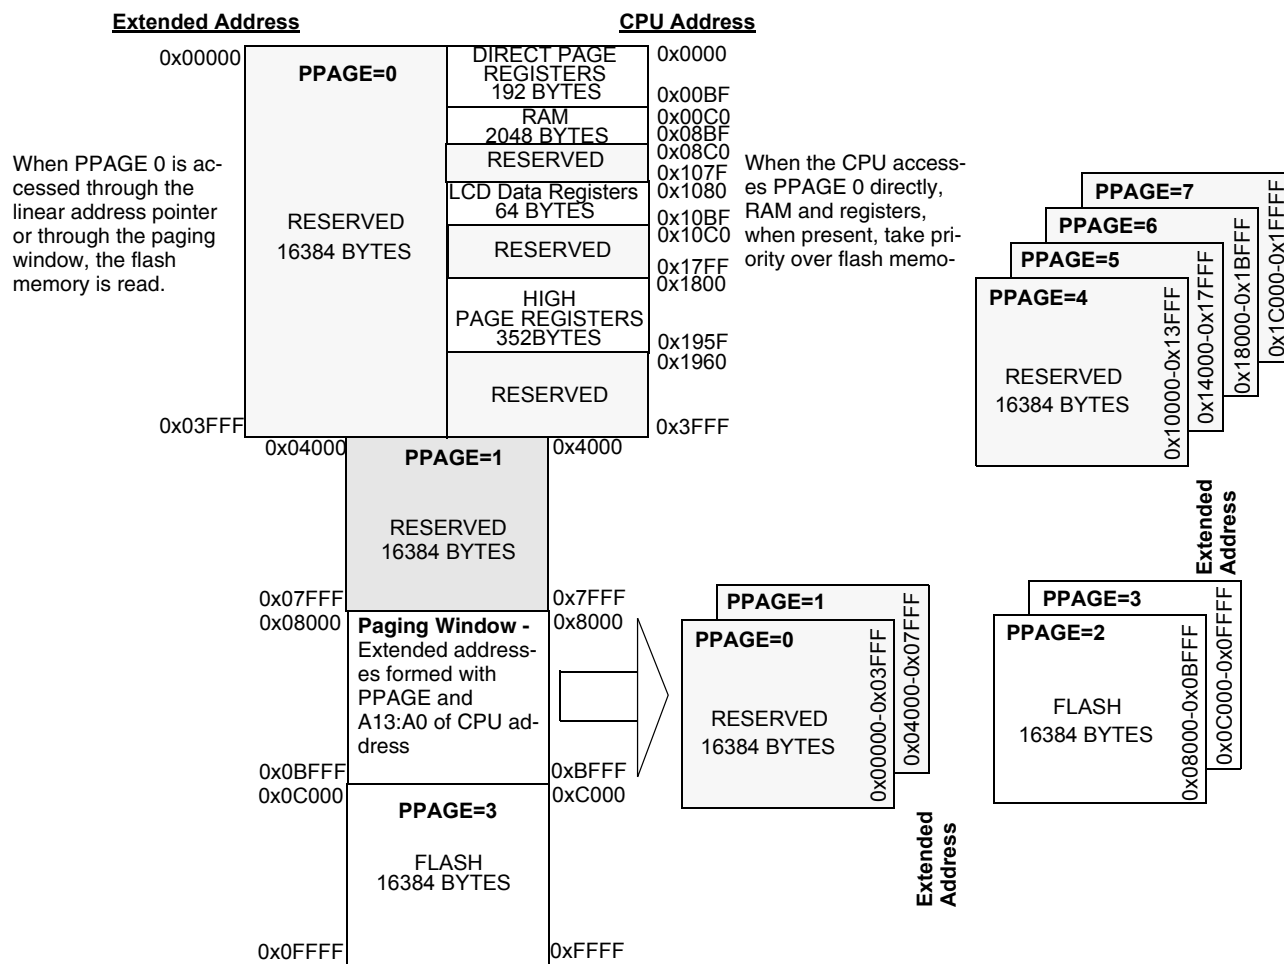 Extended Address
CPU Address
0x00000
PPAGE=0
RESERVED
16384 BYTES
0x03FFF
When PPAGE 0 is ac-
cessed through the
linear address pointer
or through the paging
window, the flash
memory is read.
DIRECT PAGE
REGISTERS
192 BYTES
0x0000
0x00BF
RAM
2048 BYTES
0x00C0
0x08BF
RESERVED
0x08C0
0x107F
LCD Data Registers
64 BYTES
0x1080
0x10BF
RESERVED
0x10C0
0x17FF
HIGH
PAGE REGISTERS
352BYTES
0x1800
0x195F
RESERVED
0x1960
0x3FFF
When the CPU access-
es PPAGE 0 directly,
RAM and registers,
when present, take pri-
ority over flash memo-
PPAGE=7
0x1C000-0x1FFFF
PPAGE=6
0x18000-0x1BFFF
PPAGE=5
0x14000-0x17FFF
PPAGE=4
RESERVED
16384 BYTES
0x10000-0x13FFF
Extended
Address
0x04000
PPAGE=1
0x4000
RESERVED
16384 BYTES
0x07FFF
0x7FFF
0x08000
0x8000
Paging Window -
Extended address-
es formed with
PPAGE and
A13:A0 of CPU ad-
dress
0x0BFFF
0xBFFF
0x0C000
0xC000
PPAGE=3
FLASH
16384 BYTES
0x0FFFF
0xFFFF
PPAGE=1
0x04000-0x07FFF
PPAGE=0
RESERVED
16384 BYTES
0x00000-0x03FFF
Extended
Address
PPAGE=3
0x0C000-0x0FFFF
PPAGE=2
FLASH
16384 BYTES
0x08000-0x0BFFF